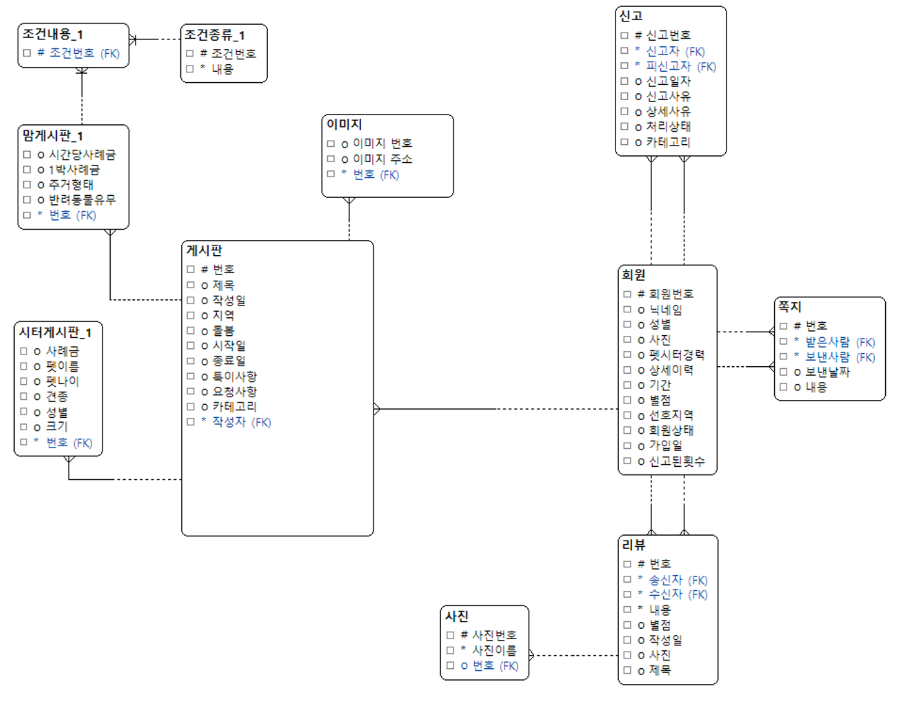 조건내용_1
# 조건번호 (FK)
조건종류_1
# 조건번호
* 내용
신고
# 신고번호
* 신고자 (FK)
* 피신고자 (FK)
o 신고일자
o 신고사유
o 상세사유
o 처리상태
o 카테고리
맘게시판_1
o 시간당사례금
o 1박사례금
o 주거형태
o 반려동물유무
* 번호 (FK)
이미지
o 이미지 번호
o 이미지 주소
* 번호 (FK)
게시판
# 번호
o 제목
o 작성일
o 지역
o 돌봄
o 시작일
o 종료일
o 특이사항
o 요청사항
o 카테고리
* 작성자 (FK)
시터게시판_1
o 사례금
o 펫이름
o 펫나이
o 견종
o 성별
o 크기
* 번호 (FK)
회원
# 회원번호
o 닉네임
o 성별
o 사진
o 펫시터경력
o 상세이력
o 기간
o 별점
o 선호지역
o 회원상태
o 가입일
o 신고된횟수
쪽지
# 번호
* 받은사람 (FK)
* 보낸사람 (FK)
o 보낸날짜
o 내용
리뷰
# 번호
* 송신자 (FK)
* 수신자 (FK)
* 내용
o 별점
o 작성일
o 사진
o 제목
사진
# 사진번호
* 사진이름
o 번호 (FK)